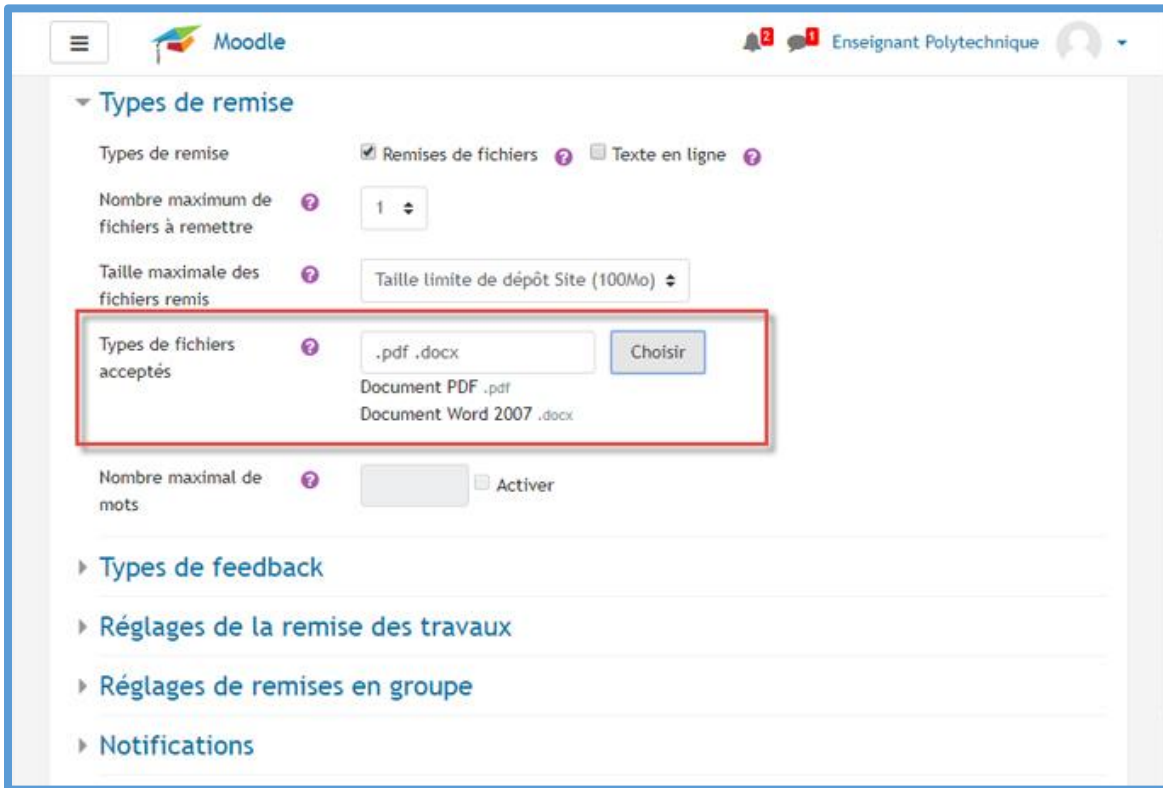 Moodle 2 1 Enseignant Polytechnique
Types de remise
Types de remise Remises de fichiers ? Texte en ligne ?
Nombre maximum de ? 1
fichiers à remettre
Taille maximale des ? Taille limite de dépôt Site (100Mo)
fichiers remis
Types de fichiers ? .pdf .docx Choisir
acceptés
Document PDF .pdf
Document Word 2007 .docx
Nombre maximal de ? Activer
mots
Types de feedback
Réglages de la remise des travaux
Réglages de remises en groupe
Notifications